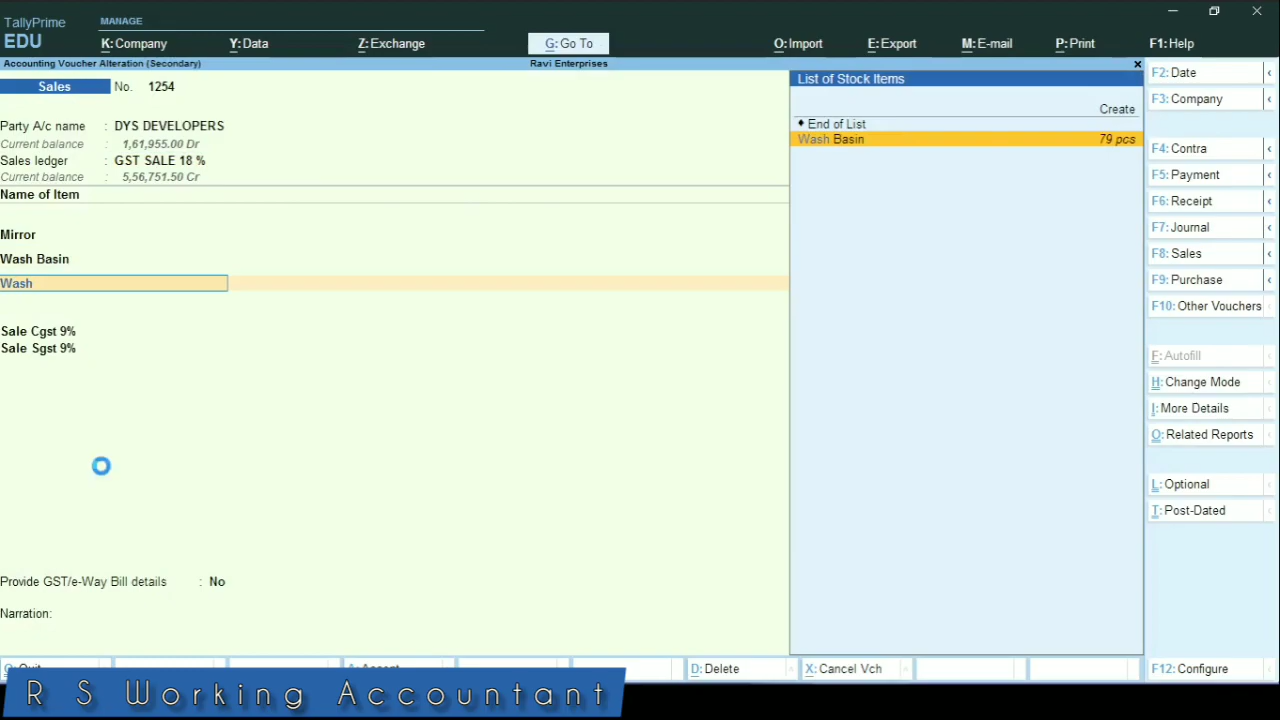 TallyPrime
EDU
MANAGE
K: Company
Y: Data
Z: Exchange
G: Go To
O: Import
E: Export
M: E-mail
P: Print
F1: Help
Accounting Voucher Alteration (Secondary)
Ravi Enterprises
Sales No. 1254
Party A/c name : DYS DEVELOPERS
Current balance : 1,61,955.00 Dr
Sales ledger : GST SALE 18 %
Current balance : 5,56,751.50 Cr
Name of Item
Mirror
Wash Basin
Wash
Sale Cgst 9%
Sale Sgst 9%
Provide GST/e-Way Bill details : No
Narration:
List of Stock Items
Create
♦ End of List
Wash Basin 79 pcs
F2: Date
F3: Company
F4: Contra
F5: Payment
F6: Receipt
F7: Journal
F8: Sales
F9: Purchase
F10: Other Vouchers
F: Autofill
H: Change Mode
I: More Details
O: Related Reports
L: Optional
T: Post-Dated
Q: Quit
A: Accept
D: Delete
X: Cancel Vch
F12: Configure
R S Working Accountant